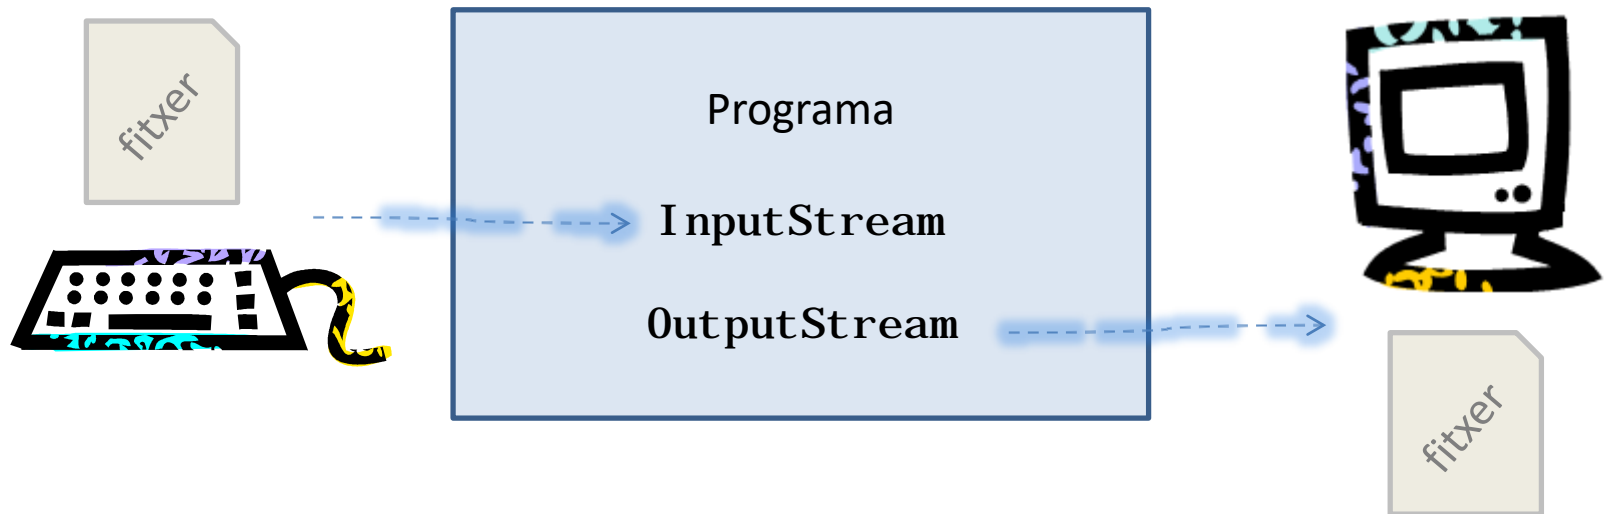 fitxer
Programa
InputStream
OutputStream
fitxer